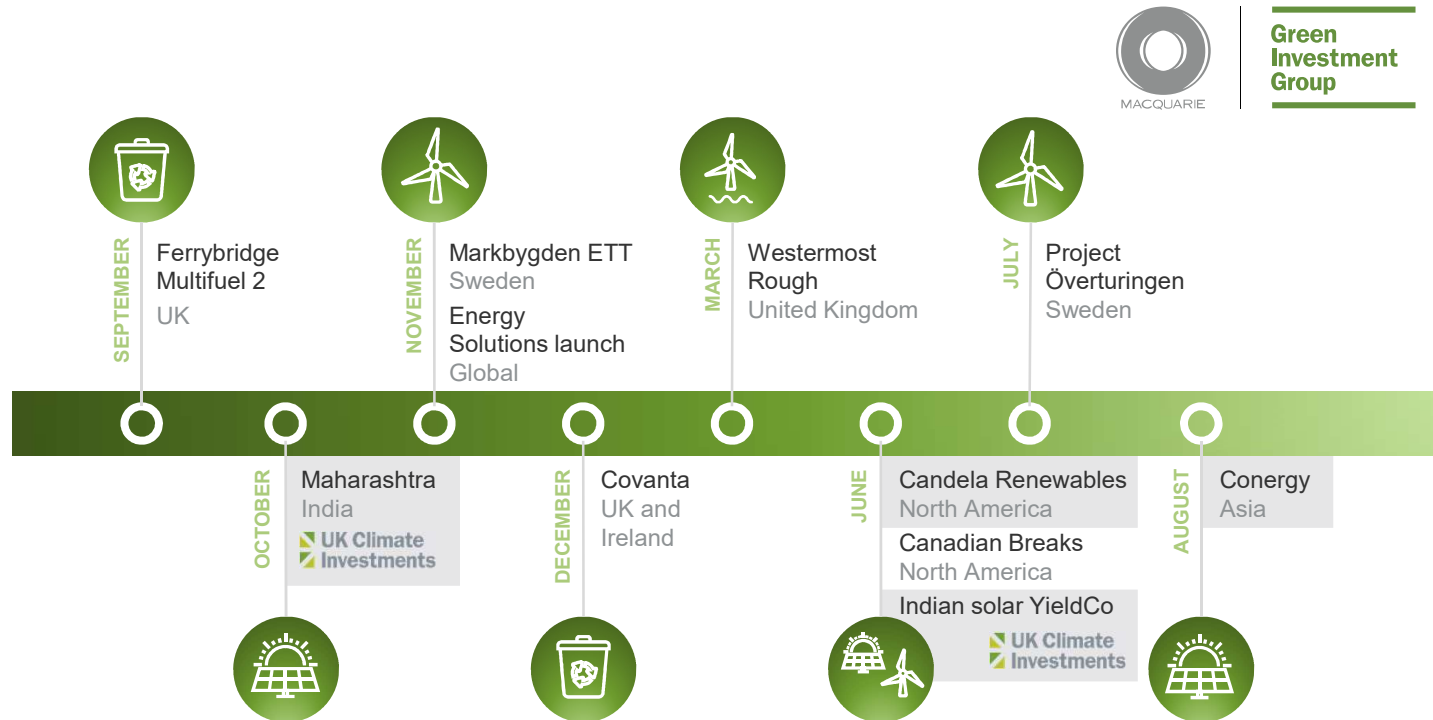 MACQUARIE
Green
Investment
Group
SEPTEMBER
Ferrybridge
Multifuel 2
UK
NOVEMBER
Markbygden ETT
Sweden
Energy
Solutions launch
Global
MARCH
Westermost
Rough
United Kingdom
JULY
Project
Överturingen
Sweden
OCTOBER
Maharashtra
India
UK Climate
Investments
DECEMBER
Covanta
UK and
Ireland
JUNE
Candela Renewables
North America
Canadian Breaks
North America
Indian solar YieldCo
UK Climate
Investments
AUGUST
Conergy
Asia